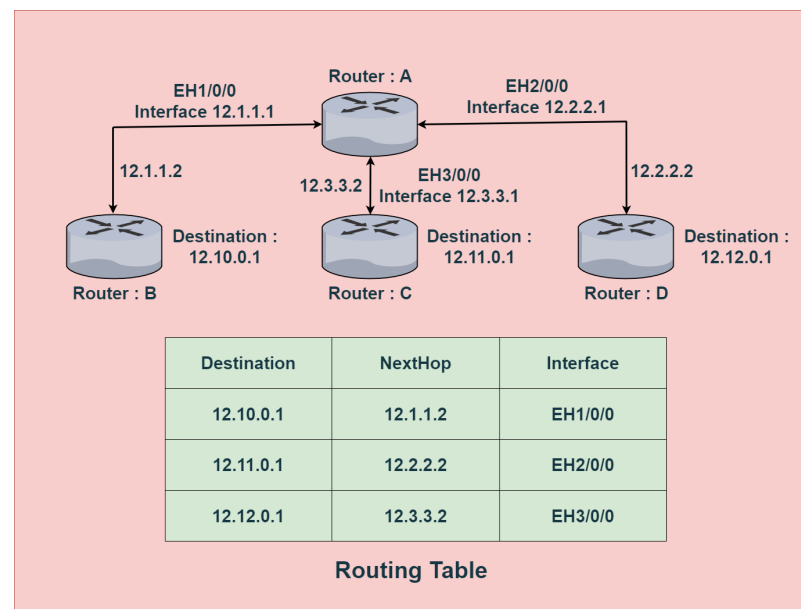 Router : A
EH1/0/0
Interface 12.1.1.1
EH2/0/0
Interface 12.2.2.1
12.1.1.2
12.3.3.2
EH3/0/0
Interface 12.3.3.1
12.2.2.2
Destination :
12.10.0.1
Destination :
12.11.0.1
Destination :
12.12.0.1
Router : B
Router : C
Router : D
Destination NextHop Interface
12.10.0.1 12.1.1.2 EH1/0/0
12.11.0.1 12.2.2.2 EH2/0/0
12.12.0.1 12.3.3.2 EH3/0/0
Routing Table